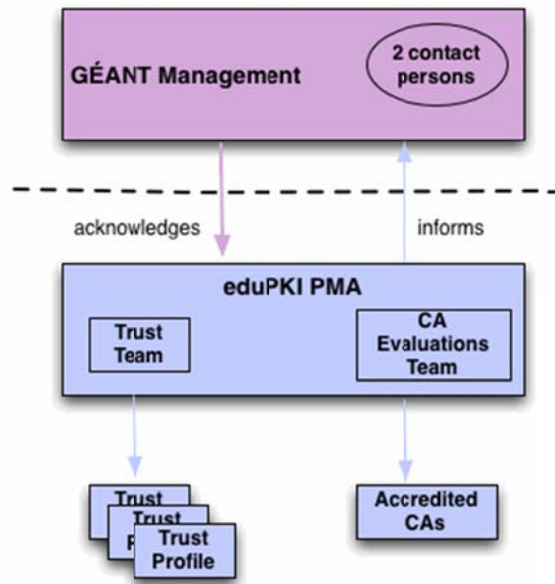 GÉANT Management
2 contact
persons
acknowledges
informs
eduPKI PMA
Trust
Team
CA
Evaluations
Team
Trust
Trust
P
Trust
Profile
Accredited
CAs